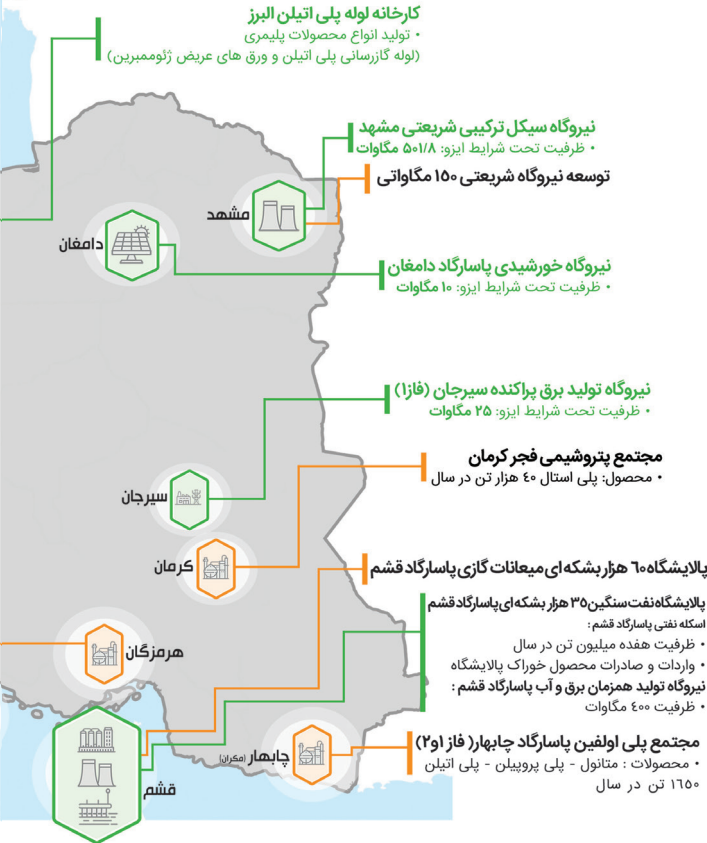 کارخانه لوله پلی اتیلن البرز
• تولید انواع محصولات پلیمری
(لوله گازرسانی پلی اتیلن و ورق های عریض ژئوممبرین)
نیروگاه سیکل ترکیبی شریعتی مشهد
• ظرفیت تحت شرایط ایزو: ۵۰۱/۸ مگاوات
توسعه نیروگاه شریعتی ۱۵۰ مگاواتی
مشهد
دامغان
نیروگاه خورشیدی پاسارگاد دامغان
• ظرفیت تحت شرایط ایزو: ۱۰ مگاوات
نیروگاه تولید برق پراکنده سیرجان (فاز۱)
• ظرفیت تحت شرایط ایزو: ۲۵ مگاوات
مجتمع پتروشیمی فجر کرمان
• محصول: پلی استال ٤٠ هزار تن در سال
سیرجان
کرمان
پالایشگاه ٦٠ هزار بشکه ای میعانات گازی پاسارگاد قشم
پالایشگاه نفت سنگین ۳۵ هزار بشکه ای پاسارگاد قشم
اسکله نفتی پاسارگاد قشم :
• ظرفیت هفده میلیون تن در سال
• واردات و صادرات محصول خوراک پالایشگاه
نیروگاه تولید همزمان برق و آب پاسارگاد قشم :
• ظرفیت ٤٠٠ مگاوات
هرمزگان
مجتمع پلی اولفین پاسارگاد چابهار( فاز ۱و۲)
• محصولات : متانول - پلی پروپیلن - پلی اتیلن
١٦٥٠ تن در سال
چابهار (مکران)
قشم